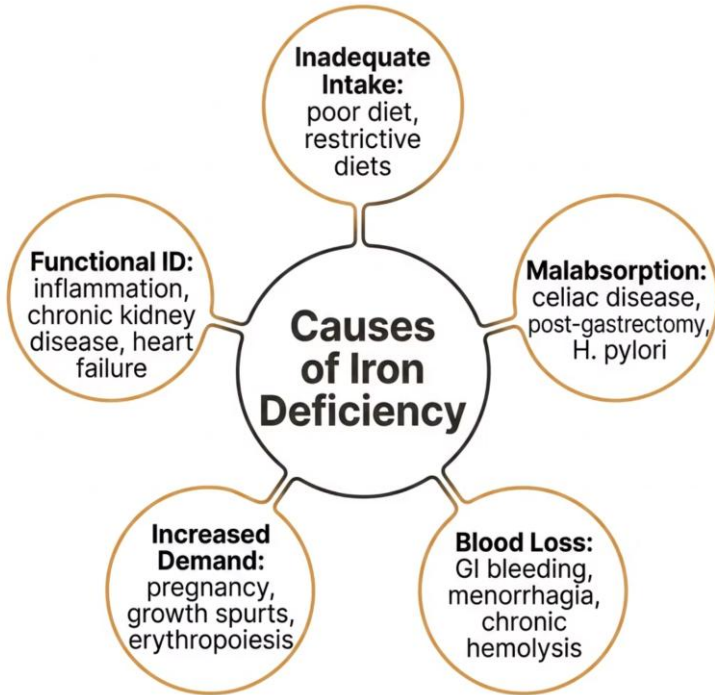 Inadequate
Intake:
poor diet,
restrictive
diets
Functional ID:
inflammation,
chronic kidney
disease, heart
failure
Causes
of Iron
Deficiency
Malabsorption:
celiac disease,
post-gastrectomy,
H. pylori
Increased
Demand:
pregnancy,
growth spurts,
erythropoiesis
Blood Loss:
GI bleeding,
menorrhagia,
chronic
hemolysis